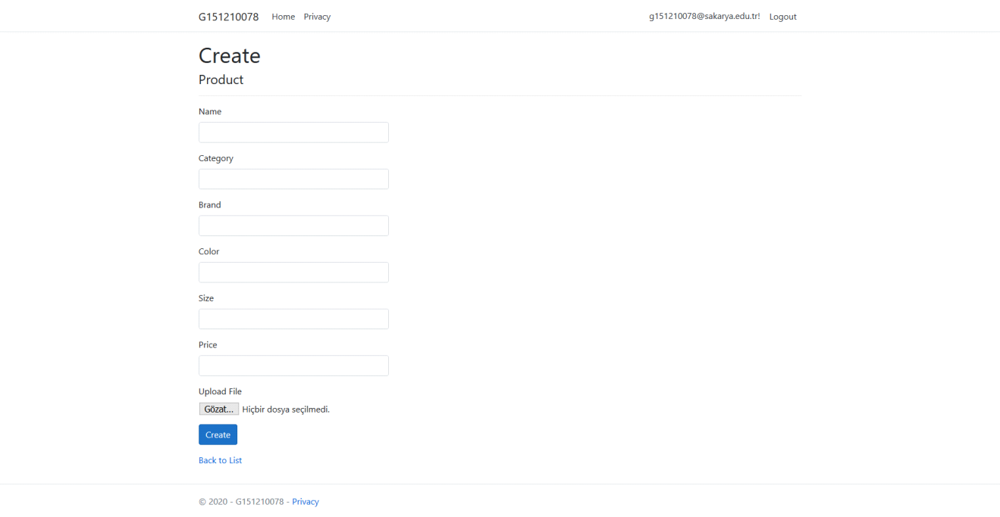 G151210078 Home Privacy g151210078@sakarya.edu.tr! Logout
Create
Product
Name
Category
Brand
Color
Size
Price
Upload File
Gözat... Hiçbir dosya seçilmedi.
Create
Back to List
© 2020 - G151210078 - Privacy